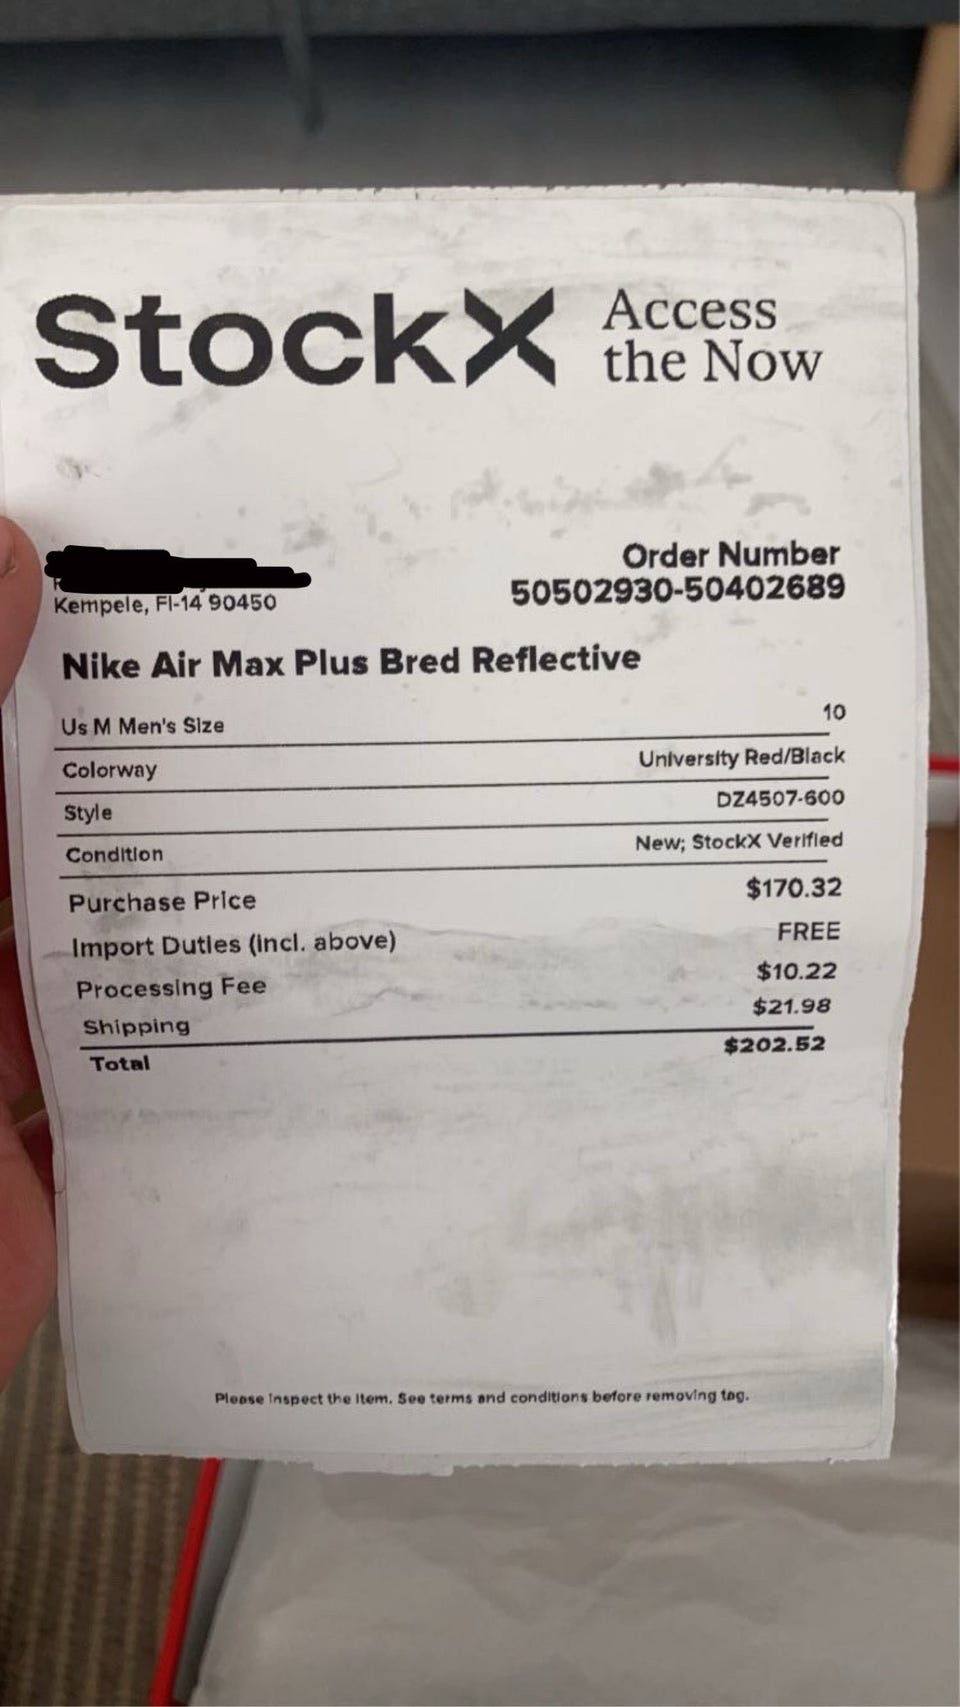 StockX Access
the Now
Order Number
50502930-50402689
Kempele, FI-14 90450
Nike Air Max Plus Bred Reflective
Us M Men's Size 10
Colorway University Red/Black
Style DZ4507-600
Condition New; StockX Verified
Purchase Price $170.32
Import Duties (incl. above) FREE
Processing Fee $10.22
Shipping $21.98
Total $202.52
Please inspect the item. See terms and conditions before removing tag.